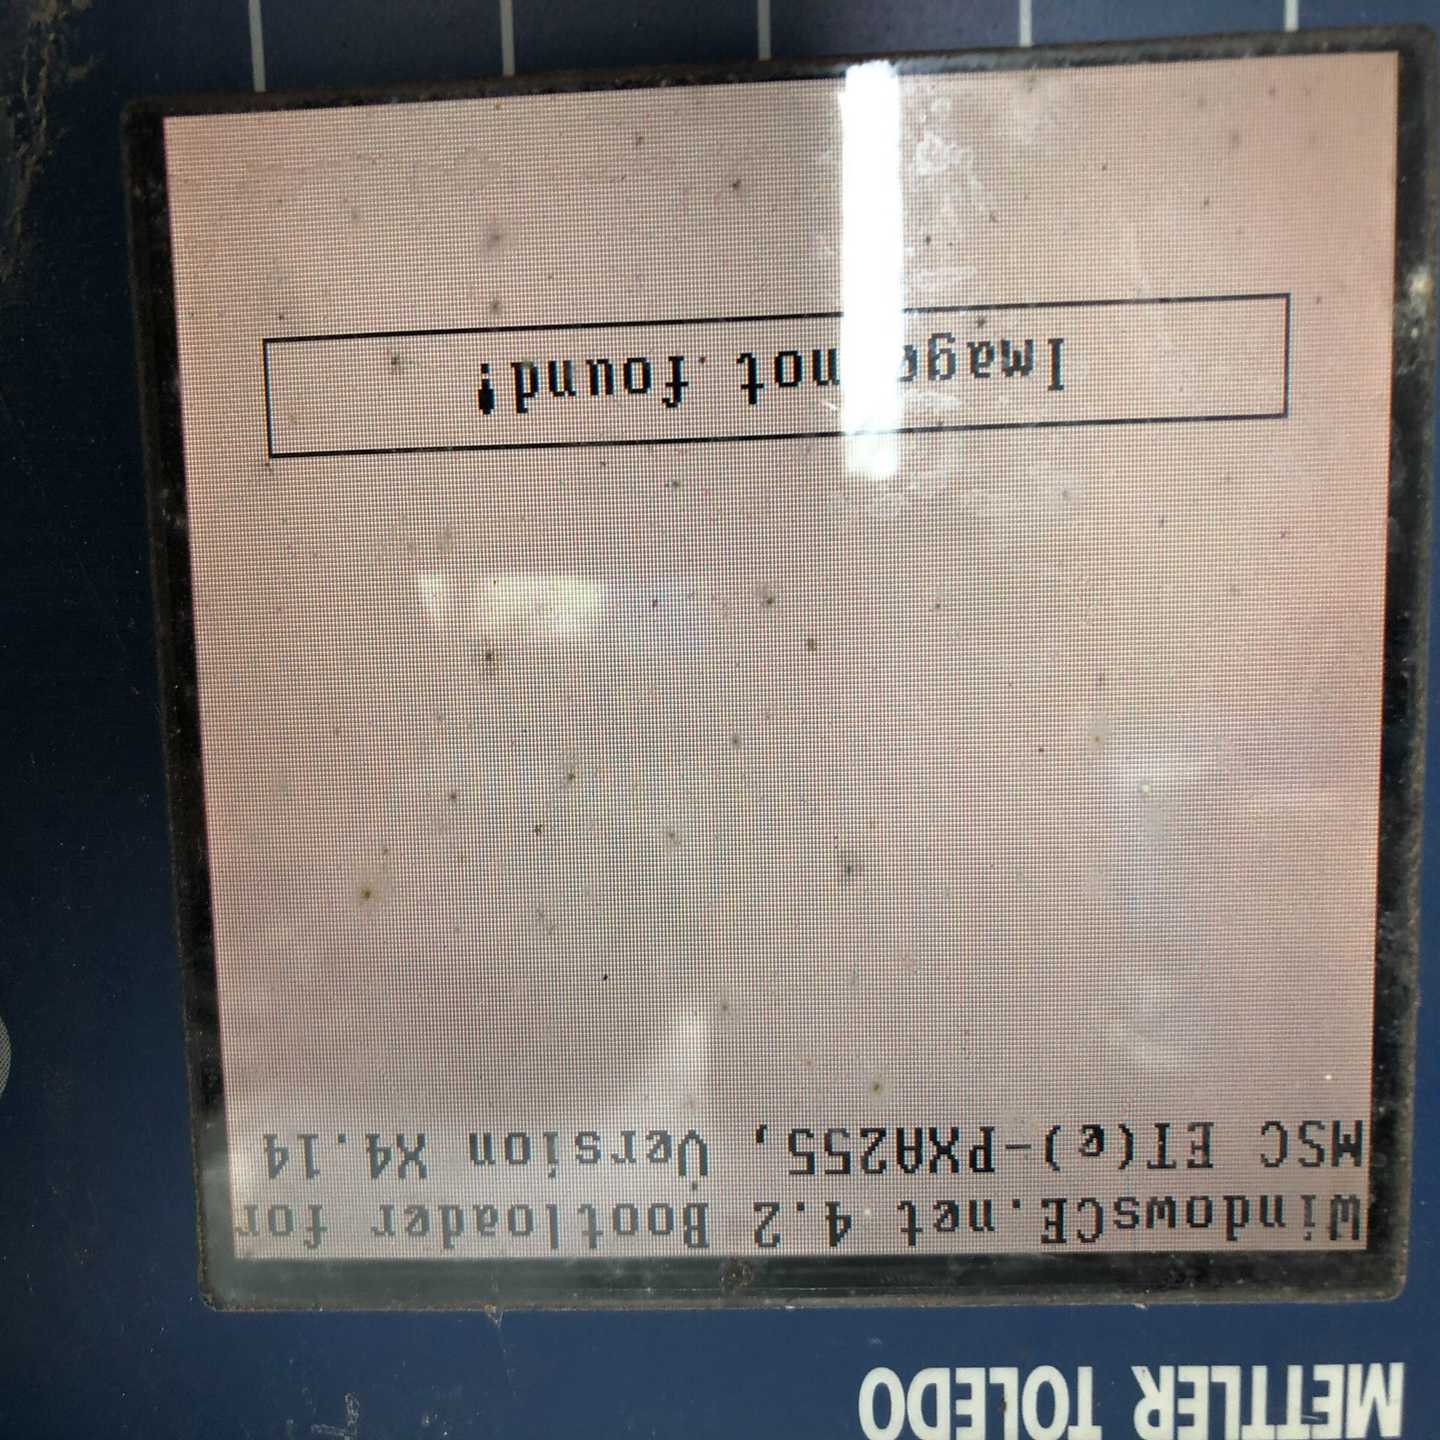 METTLER TOLEDO
WindowsCE.net 4.2 Bootloader for
MSC ET(e)-PXA255, Version X4.14
Image not found!